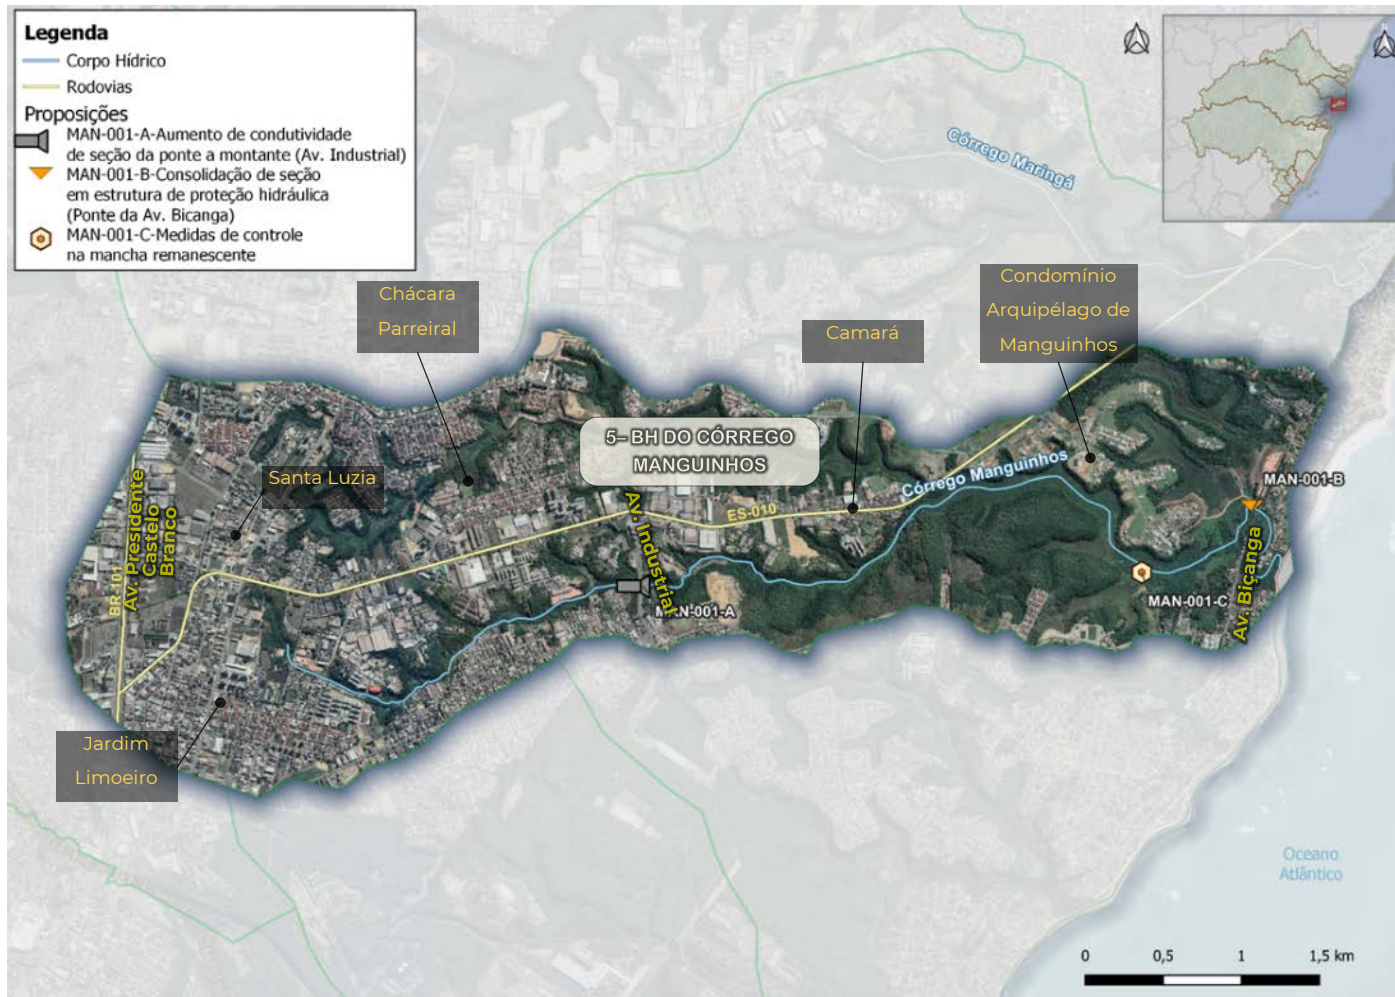 Legenda
Corpo Hídrico
Rodovias
Proposições
MAN-001-A-Aumento de condutividade
de seção da ponte a montante (Av. Industrial)
MAN-001-B-Consolidação de seção
em estrutura de proteção hidráulica
(Ponte da Av. Bicanga)
MAN-001-C-Medidas de controle
na mancha remanescente
Córrego Maringá
Chácara
Parreiral
Camará
Condomínio
Arquipélago de
Manguinhos
5– BH DO CÓRREGO
MANGUINHOS
Santa Luzia
Córrego Manguinhos
MAN-001-B
ES-010
Av. Presidente
Castelo
Branco
BR-101
Av. Industrial
MAN-001-A
MAN-001-C
Av. Biçanga
Jardim
Limoeiro
Oceano
Atlântico
0 0,5 1 1,5 km